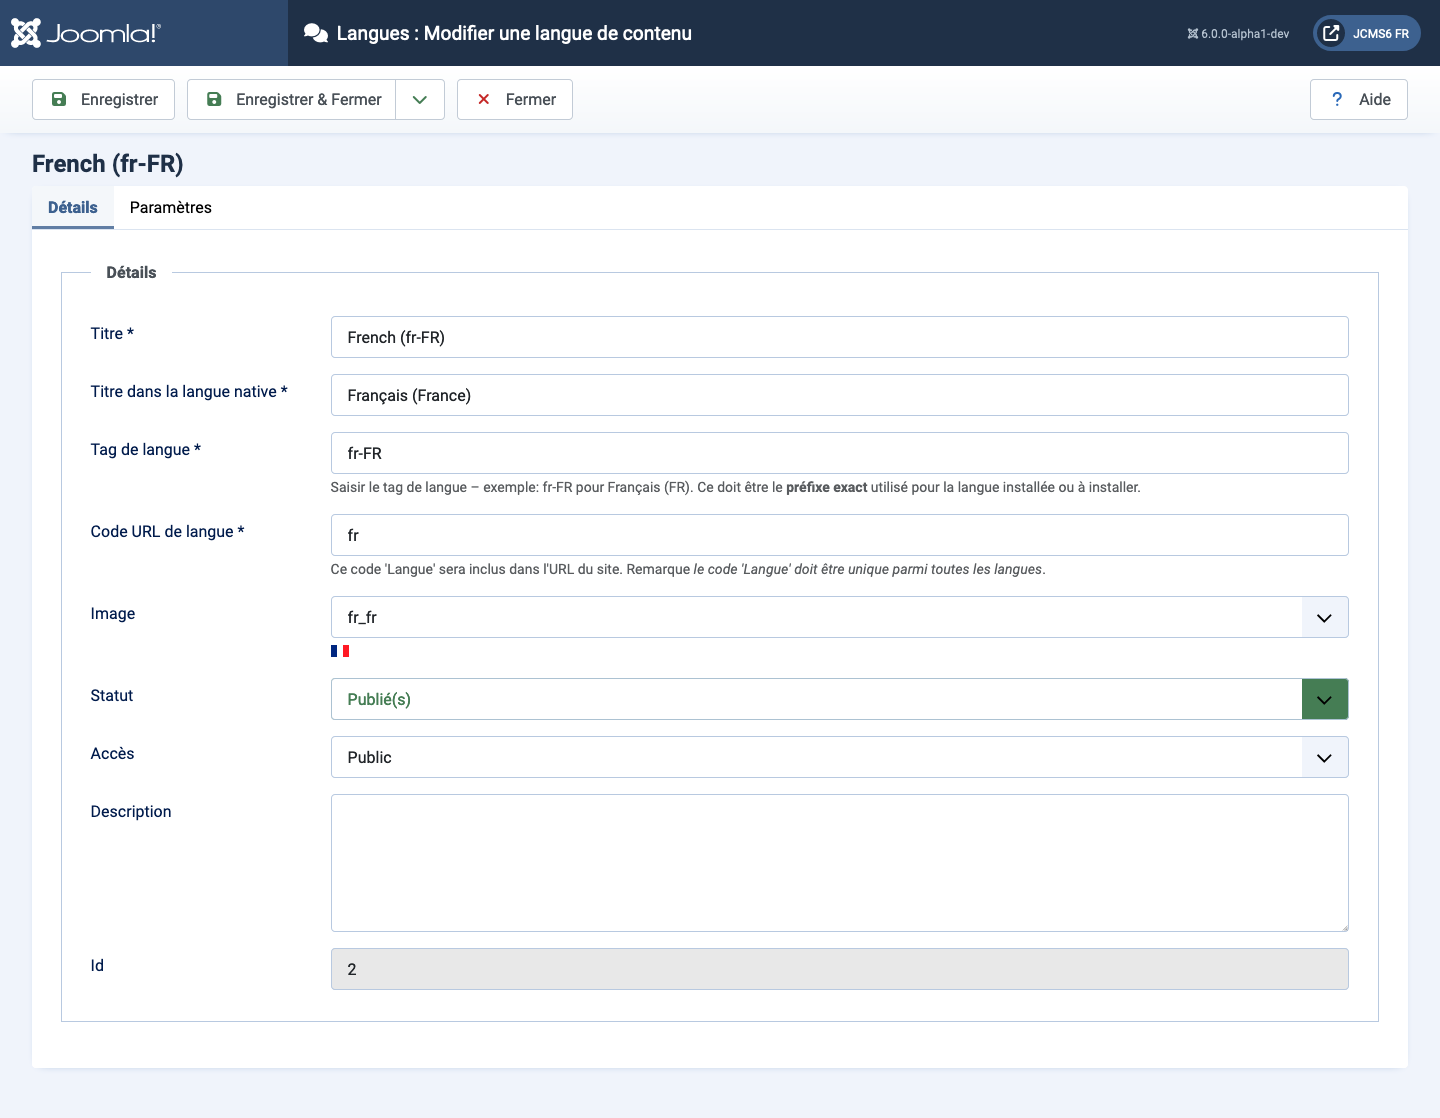 Joomla!®
Langues : Modifier une langue de contenu
6.0.0-alpha1-dev
JCMS6 FR
Enregistrer
Enregistrer & Fermer
Fermer
? Aide
French (fr-FR)
Détails
Paramètres
Détails
Titre *
French (fr-FR)
Titre dans la langue native *
Français (France)
Tag de langue *
fr-FR
Saisir le tag de langue – exemple: fr-FR pour Français (FR). Ce doit être le préfixe exact utilisé pour la langue installée ou à installer.
Code URL de langue *
fr
Ce code 'Langue' sera inclus dans l'URL du site. Remarque le code 'Langue' doit être unique parmi toutes les langues.
Image
fr_fr
Statut
Publié(s)
Accès
Public
Description
Id
2